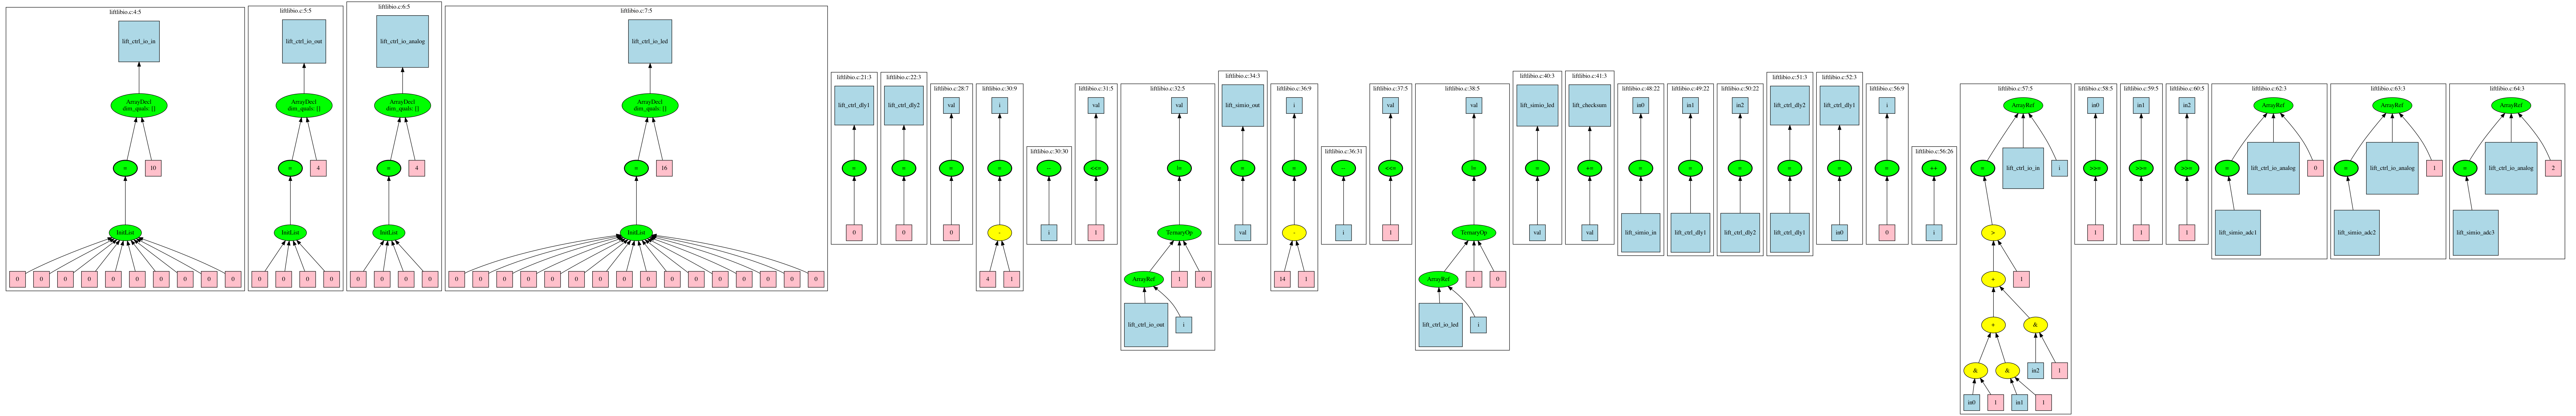 liftlibio.c:4:5
lift_ctrl_io_in
ArrayDecl
dim_quals: []
=
10
InitList
0 0 0 0 0 0 0 0 0 0
liftlibio.c:5:5
lift_ctrl_io_out
ArrayDecl
dim_quals: []
=
4
InitList
0 0 0 0
liftlibio.c:6:5
lift_ctrl_io_analog
ArrayDecl
dim_quals: []
=
4
InitList
0 0 0 0
liftlibio.c:7:5
lift_ctrl_io_led
ArrayDecl
dim_quals: []
=
16
InitList
0 0 0 0 0 0 0 0 0 0 0 0 0 0 0 0
liftlibio.c:21:3
lift_ctrl_dly1
=
0
liftlibio.c:22:3
lift_ctrl_dly2
=
0
liftlibio.c:28:7
val
=
0
liftlibio.c:30:9
i
=
-
4 1
liftlibio.c:30:30
--
i
liftlibio.c:31:5
val
<<=
1
liftlibio.c:32:5
val
|=
TernaryOp
ArrayRef 1 0
lift_ctrl_io_out i
liftlibio.c:34:3
lift_simio_out
=
val
liftlibio.c:36:9
i
=
-
14 1
liftlibio.c:36:31
--
i
liftlibio.c:37:5
val
<<=
1
liftlibio.c:38:5
val
|=
TernaryOp
ArrayRef 1 0
lift_ctrl_io_led i
liftlibio.c:40:3
lift_simio_led
=
val
liftlibio.c:41:3
lift_checksum
+=
val
liftlibio.c:48:22
in0
=
lift_simio_in
liftlibio.c:49:22
in1
=
lift_ctrl_dly1
liftlibio.c:50:22
in2
=
lift_ctrl_dly2
liftlibio.c:51:3
lift_ctrl_dly2
=
lift_ctrl_dly1
liftlibio.c:52:3
lift_ctrl_dly1
=
in0
liftlibio.c:56:9
i
=
0
liftlibio.c:56:26
++
i
liftlibio.c:57:5
ArrayRef
= lift_ctrl_io_in i
>
+ 1
+ &
& & in2 1
in0 1 in1 1
liftlibio.c:58:5
in0
>>=
1
liftlibio.c:59:5
in1
>>=
1
liftlibio.c:60:5
in2
>>=
1
liftlibio.c:62:3
ArrayRef
= lift_ctrl_io_analog 0
lift_simio_adc1
liftlibio.c:63:3
ArrayRef
= lift_ctrl_io_analog 1
lift_simio_adc2
liftlibio.c:64:3
ArrayRef
= lift_ctrl_io_analog 2
lift_simio_adc3